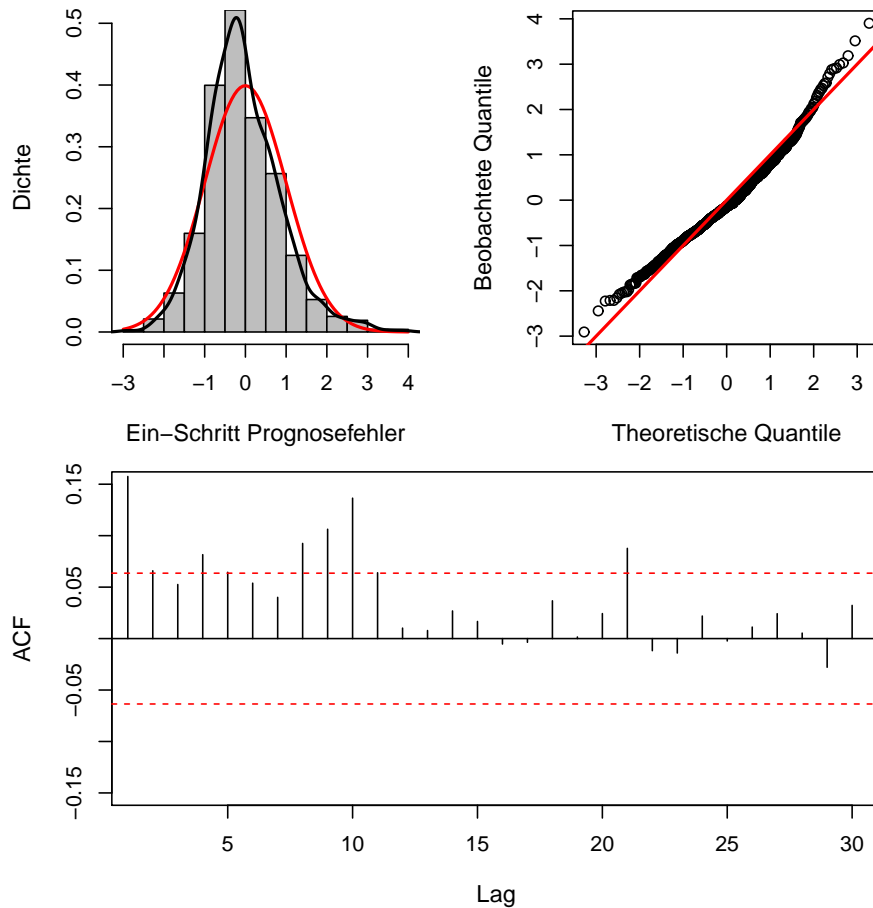 0.5
0.4
0.3
0.2
0.1
0.0
Dichte
−3 −1 0 1 2 3 4
Ein−Schritt Prognosefehler
4
3
2
1
0
−1
−2
−3
Beobachtete Quantile
−3 −2 −1 0 1 2 3
Theoretische Quantile
0.15
0.05
−0.05
−0.15
ACF
5 10 15 20 25 30
Lag